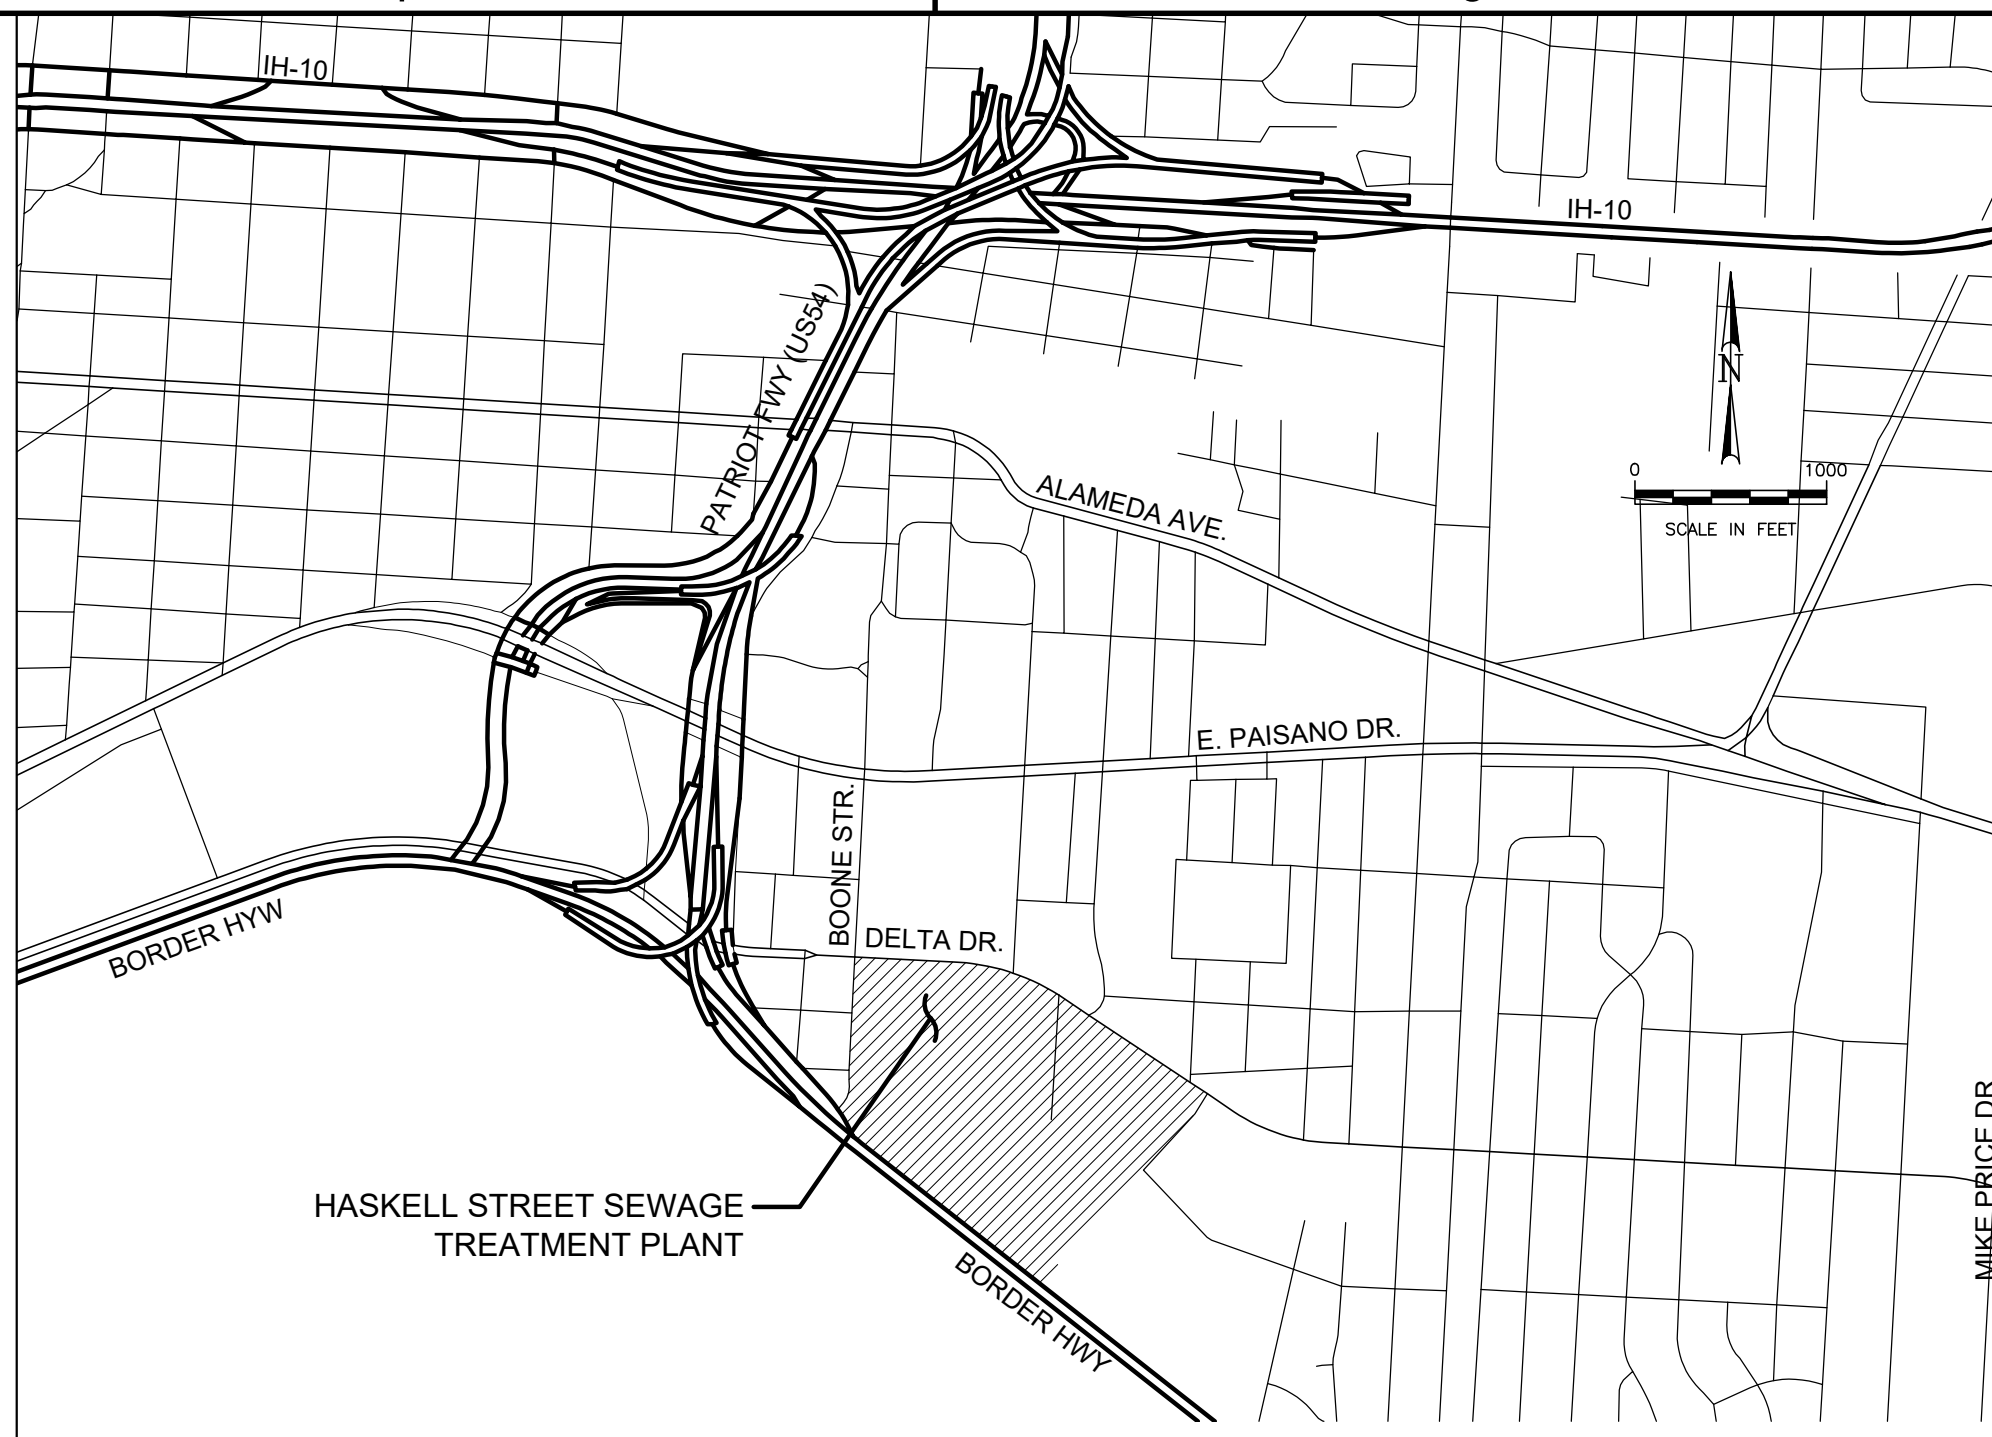 IH-10
IH-10
PATRIOT FWY (US54)
N
0 1000
SCALE IN FEET
ALAMEDA AVE.
E. PAISANO DR.
BOONE STR.
DELTA DR.
BORDER HYW
MIKE PRICE DR
HASKELL STREET SEWAGE
TREATMENT PLANT
BORDER HWY